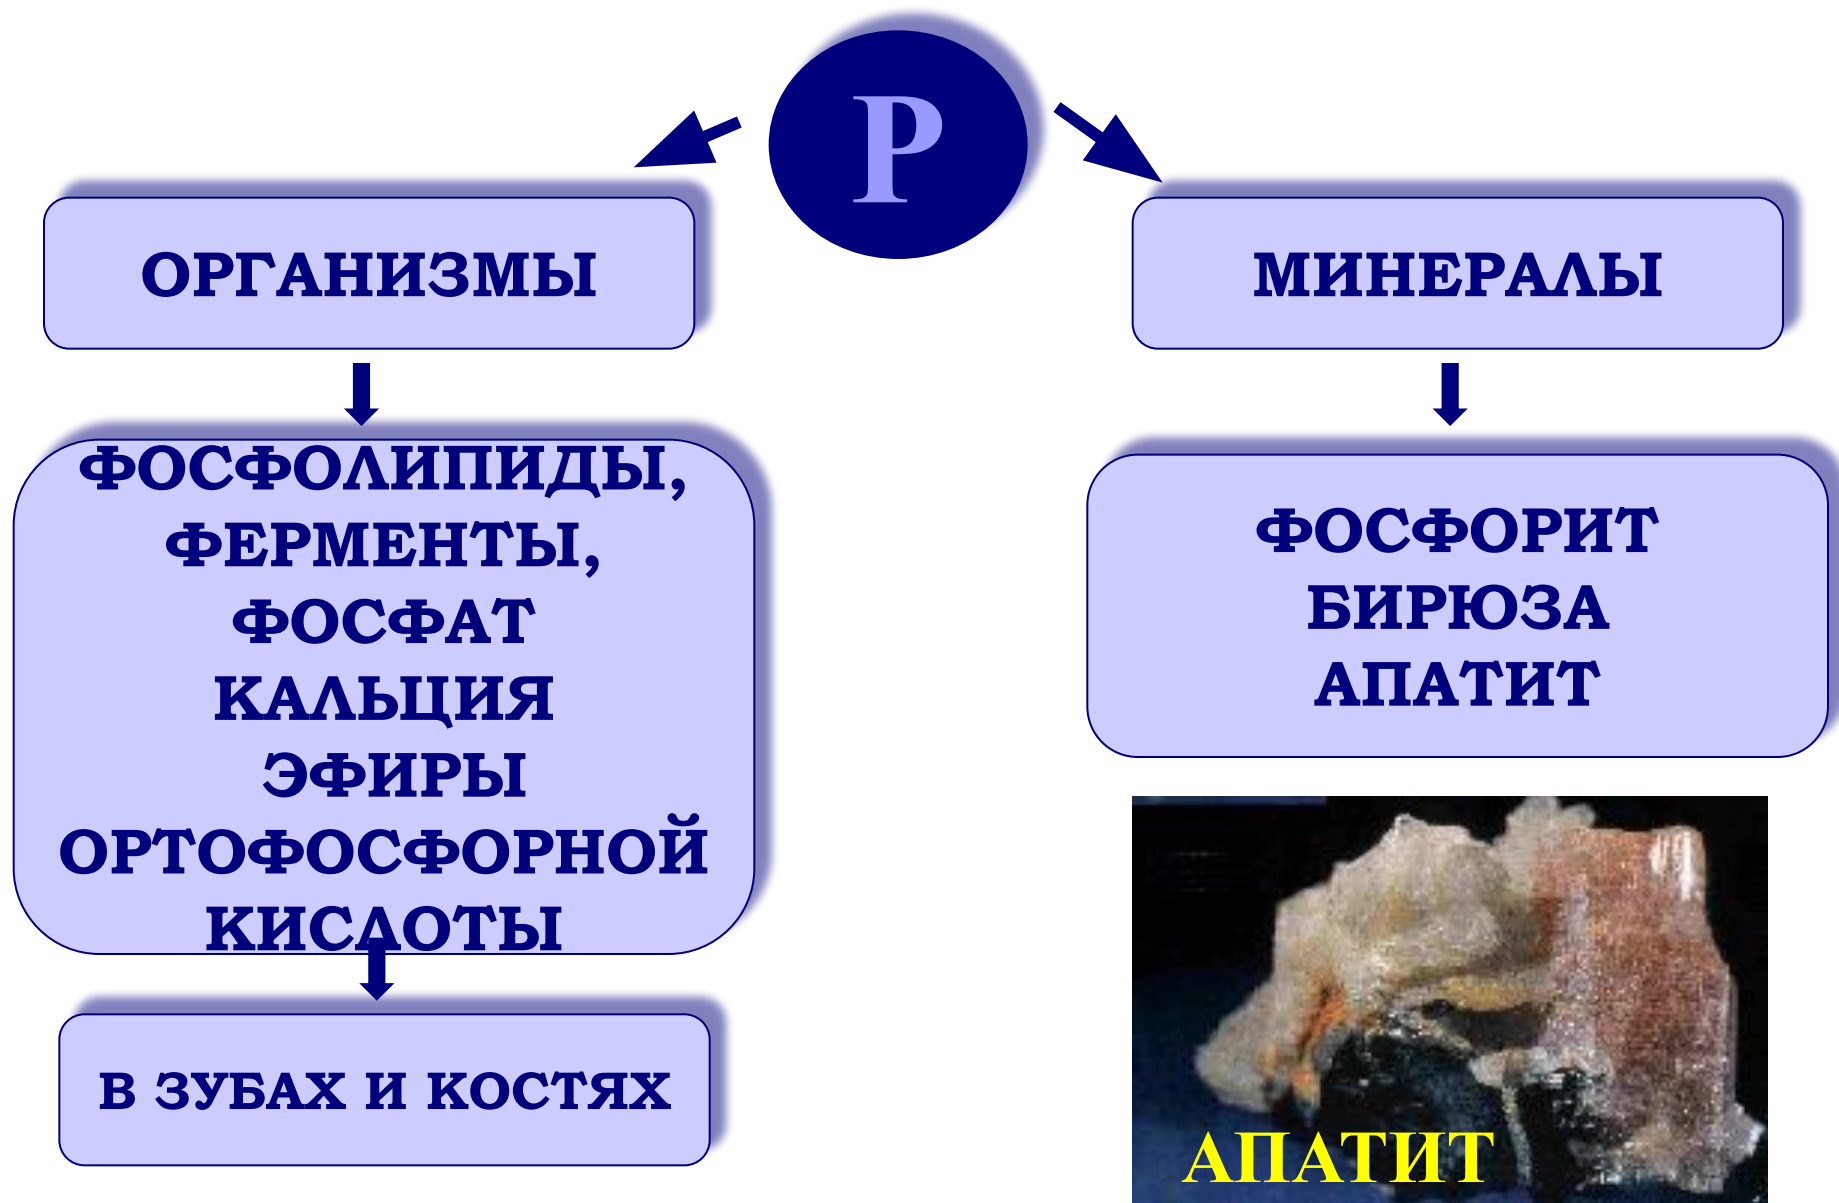 P
ОРГАНИЗМЫ
МИНЕРАЛЫ
ФОСФОЛИПИДЫ,
ФЕРМЕНТЫ,
ФОСФАТ
КАЛЬЦИЯ
ЭФИРЫ
ОРТОФОСФОРНОЙ
КИСЛОТЫ
ФОСФОРИТ
БИРЮЗА
АПАТИТ
В ЗУБАХ И КОСТЯХ
АПАТИТ